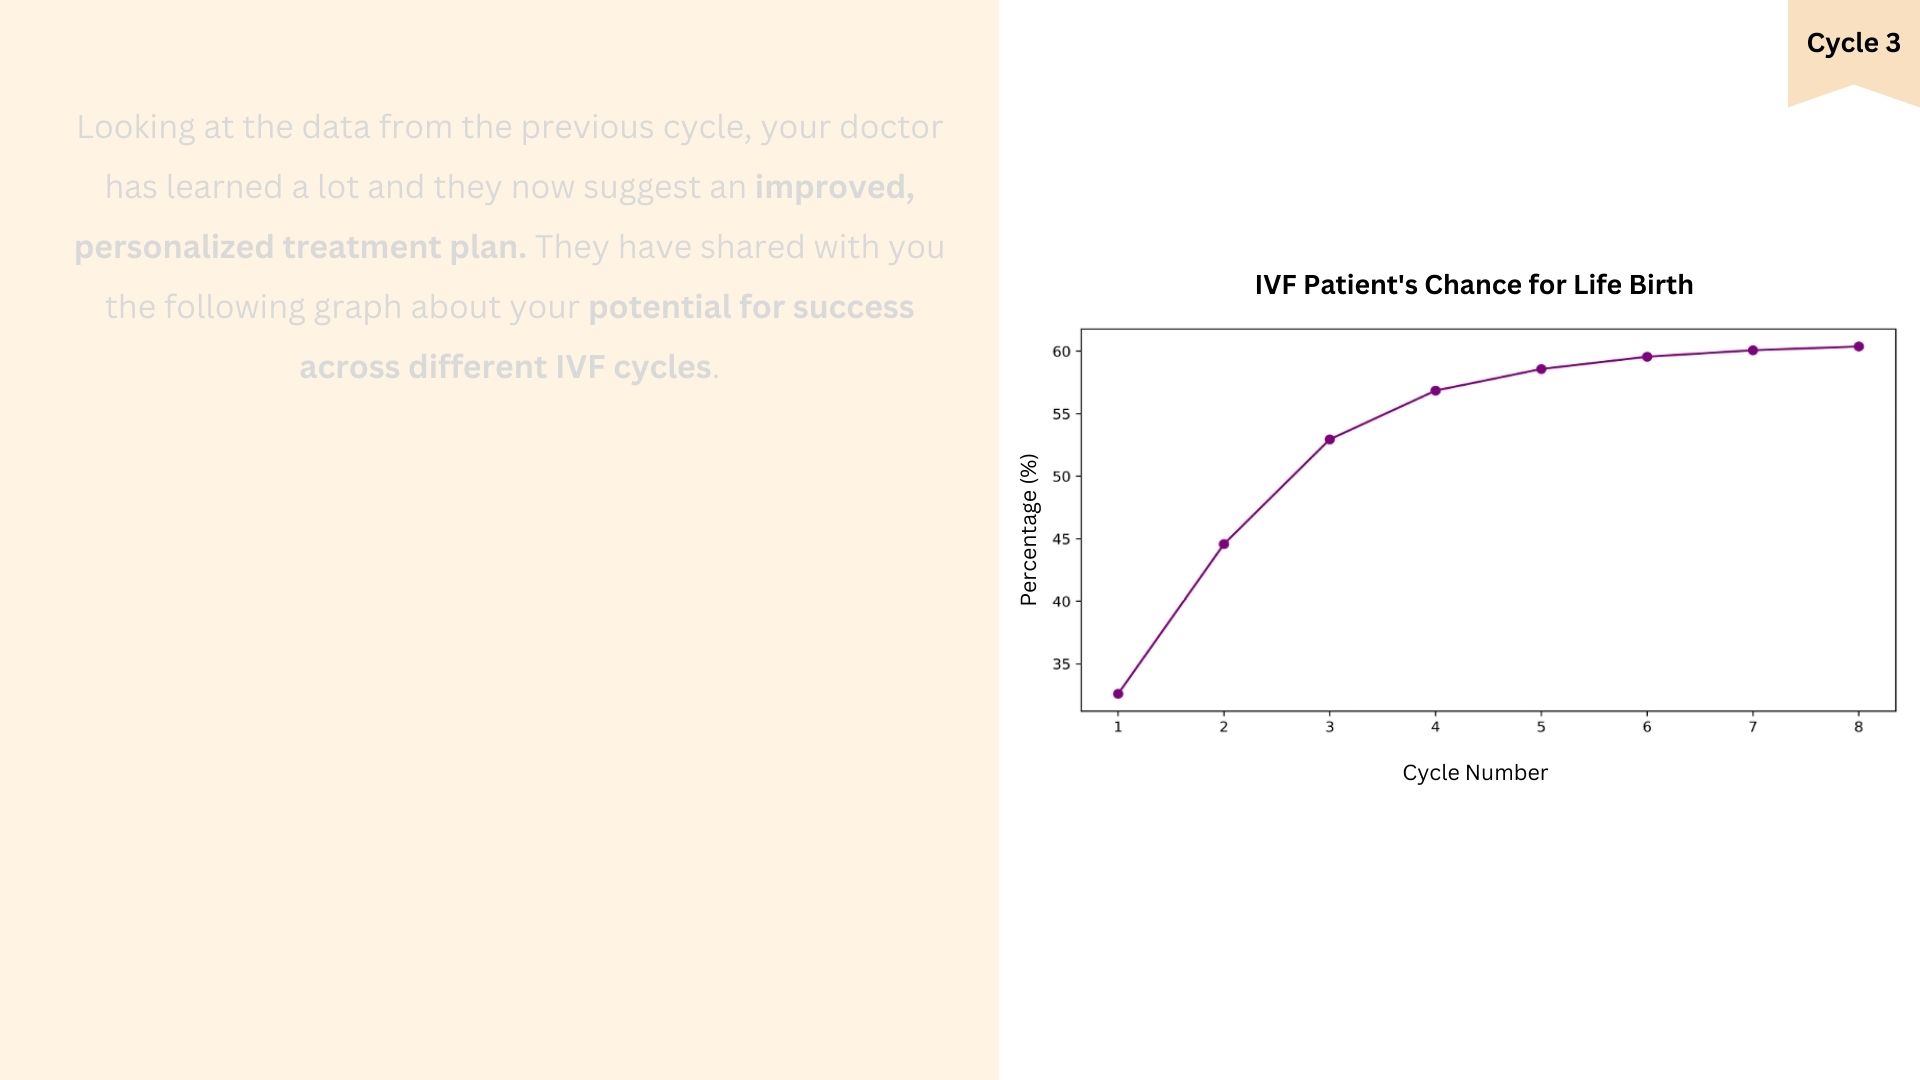 Cycle 3
Looking at the data from the previous cycle, your doctor
has learned a lot and they now suggest an improved,
personalized treatment plan. They have shared with you
the following graph about your potential for success
across different IVF cycles.
IVF Patient's Chance for Life Birth
Percentage (%)
60
55
50
45
40
35
1 2 3 4 5 6 7 8
Cycle Number